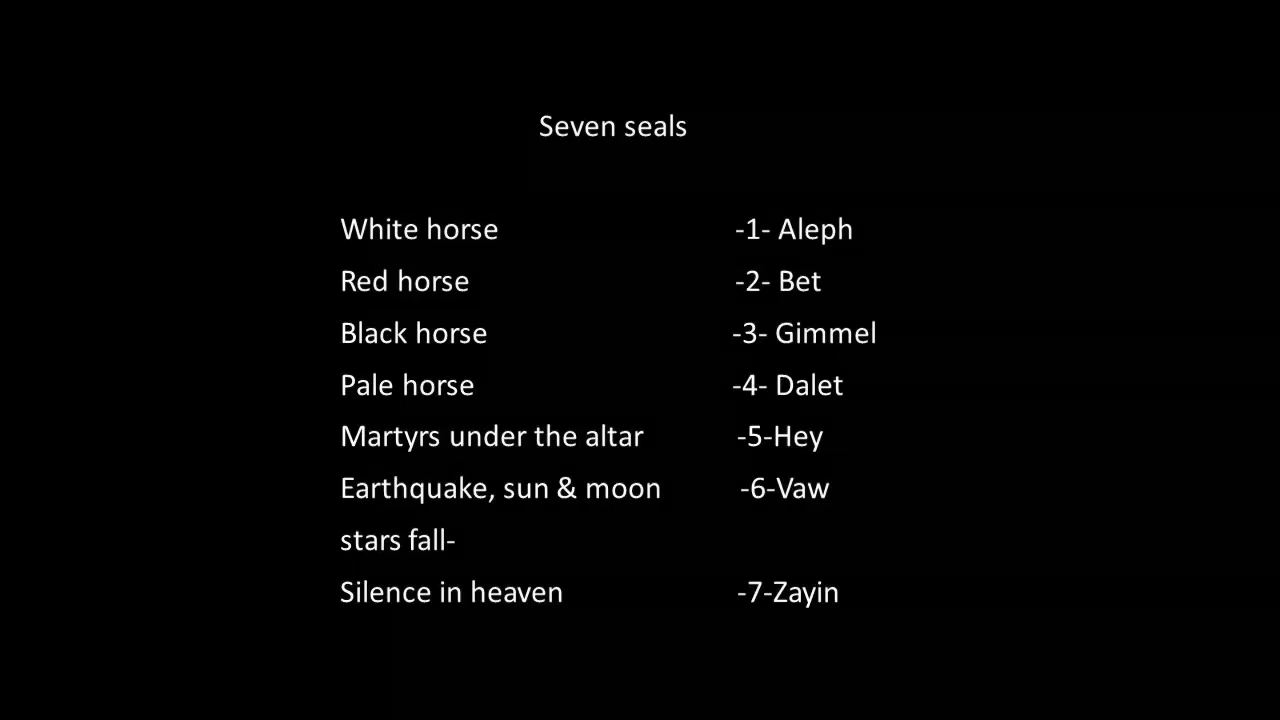 Seven seals
White horse -1- Aleph
Red horse -2- Bet
Black horse -3- Gimmel
Pale horse -4- Dalet
Martyrs under the altar -5-Hey
Earthquake, sun & moon -6-Vaw
stars fall-
Silence in heaven -7-Zayin